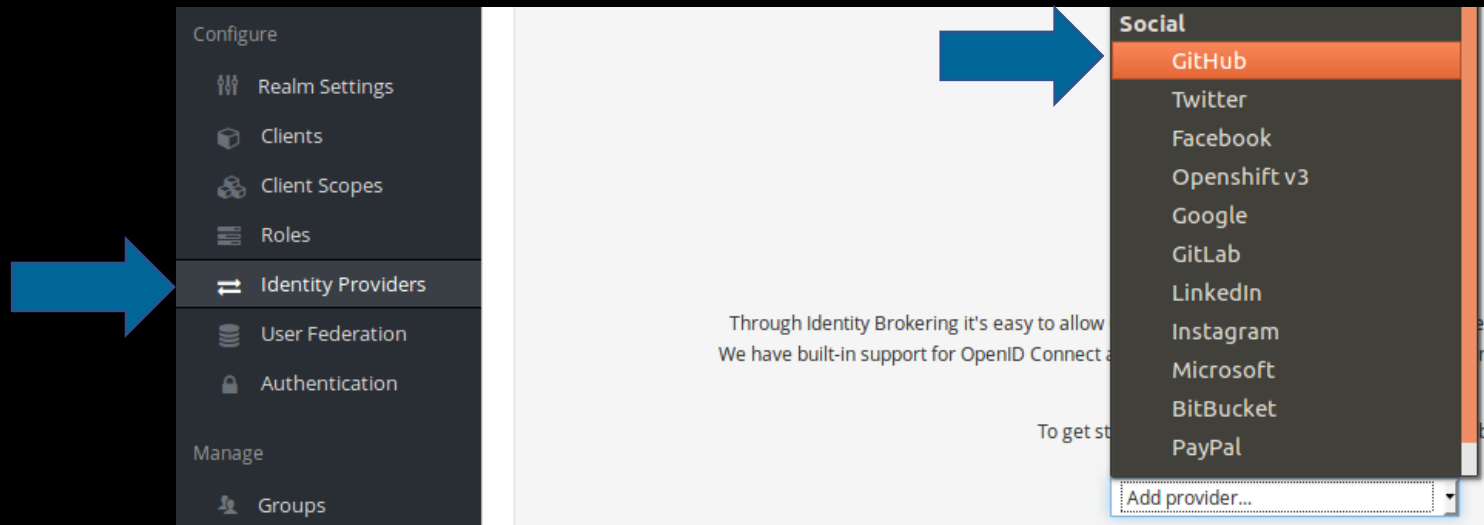 Configure
Realm Settings
Clients
Client Scopes
Roles
Identity Providers
User Federation
Authentication
Manage
Groups
Through Identity Brokering it's easy to allow
We have built-in support for OpenID Connect
To get
Social
GitHub
Twitter
Facebook
Openshift v3
Google
GitLab
LinkedIn
Instagram
Microsoft
BitBucket
PayPal
Add provider...